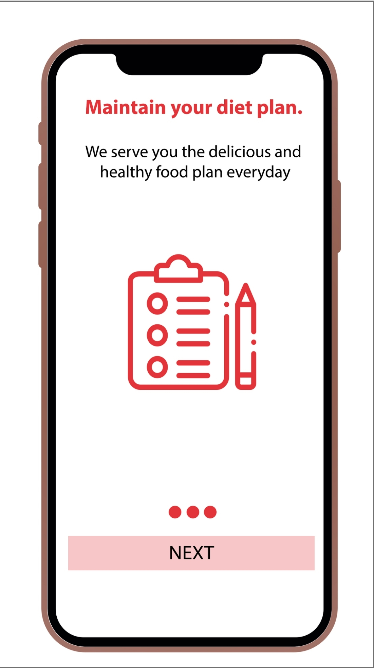 Maintain your diet plan.
We serve you the delicious and
healthy food plan everyday
NEXT